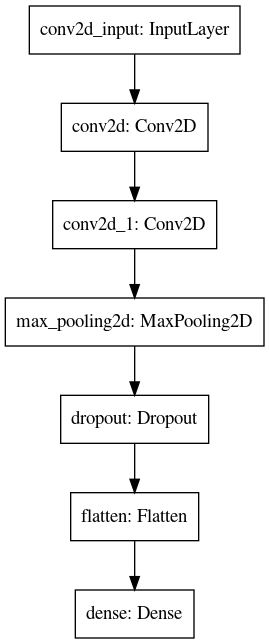 conv2d_input: InputLayer
conv2d: Conv2D
conv2d_1: Conv2D
max_pooling2d: MaxPooling2D
dropout: Dropout
flatten: Flatten
dense: Dense